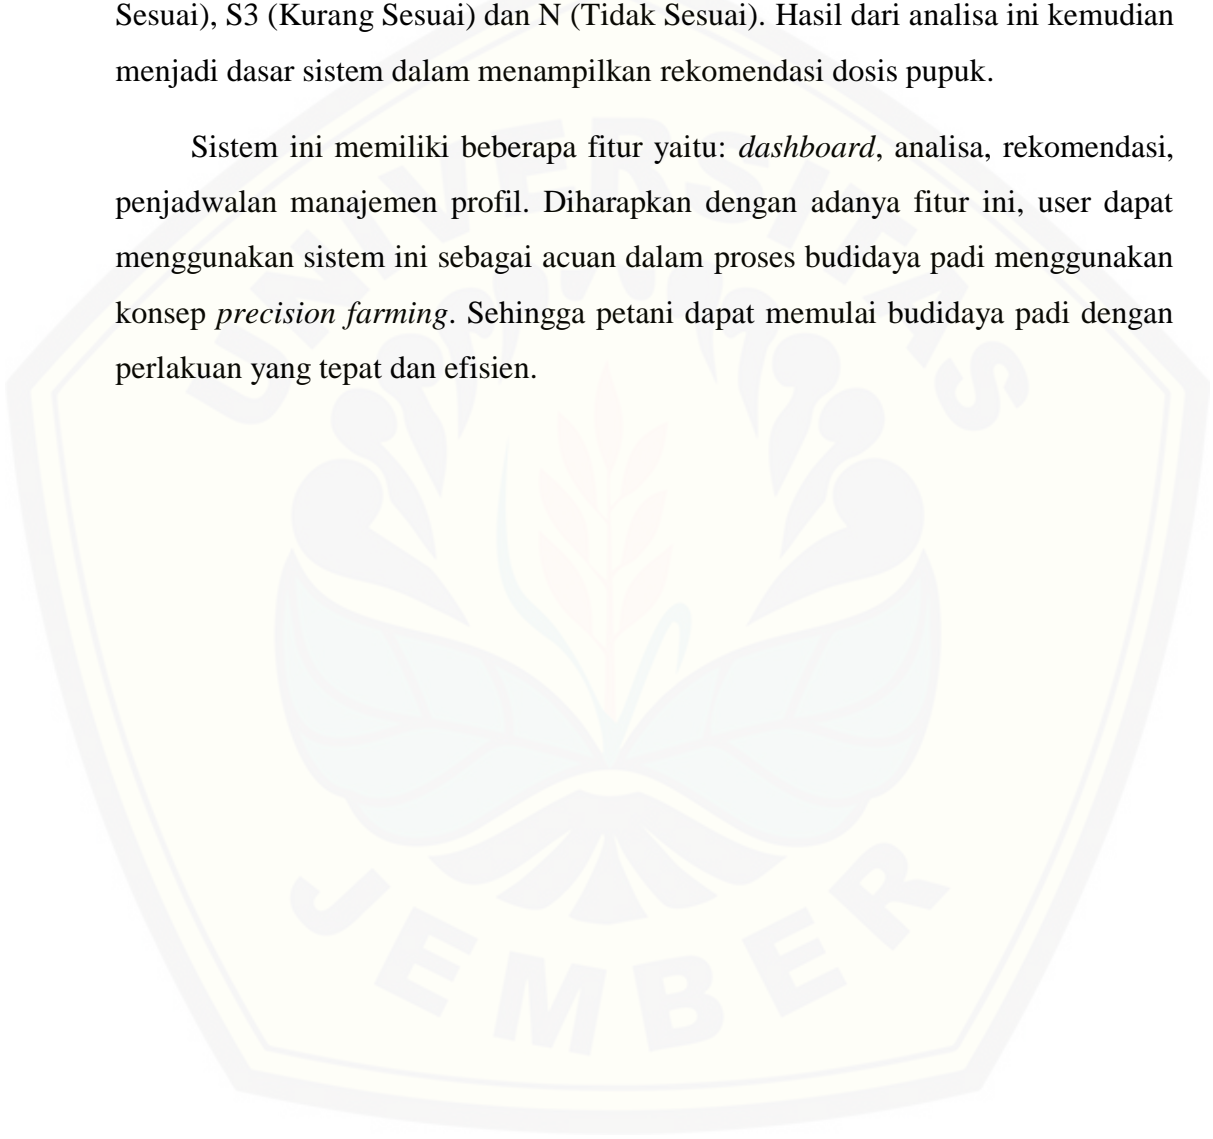 Sesuai), S3 (Kurang Sesuai) dan N (Tidak Sesuai). Hasil dari analisa ini kemudian
menjadi dasar sistem dalam menampilkan rekomendasi dosis pupuk.
Sistem ini memiliki beberapa fitur yaitu: dashboard, analisa, rekomendasi,
penjadwalan manajemen profil. Diharapkan dengan adanya fitur ini, user dapat
menggunakan sistem ini sebagai acuan dalam proses budidaya padi menggunakan
konsep precision farming. Sehingga petani dapat memulai budidaya padi dengan
perlakuan yang tepat dan efisien.
UNIVERSITAS
JEMBER